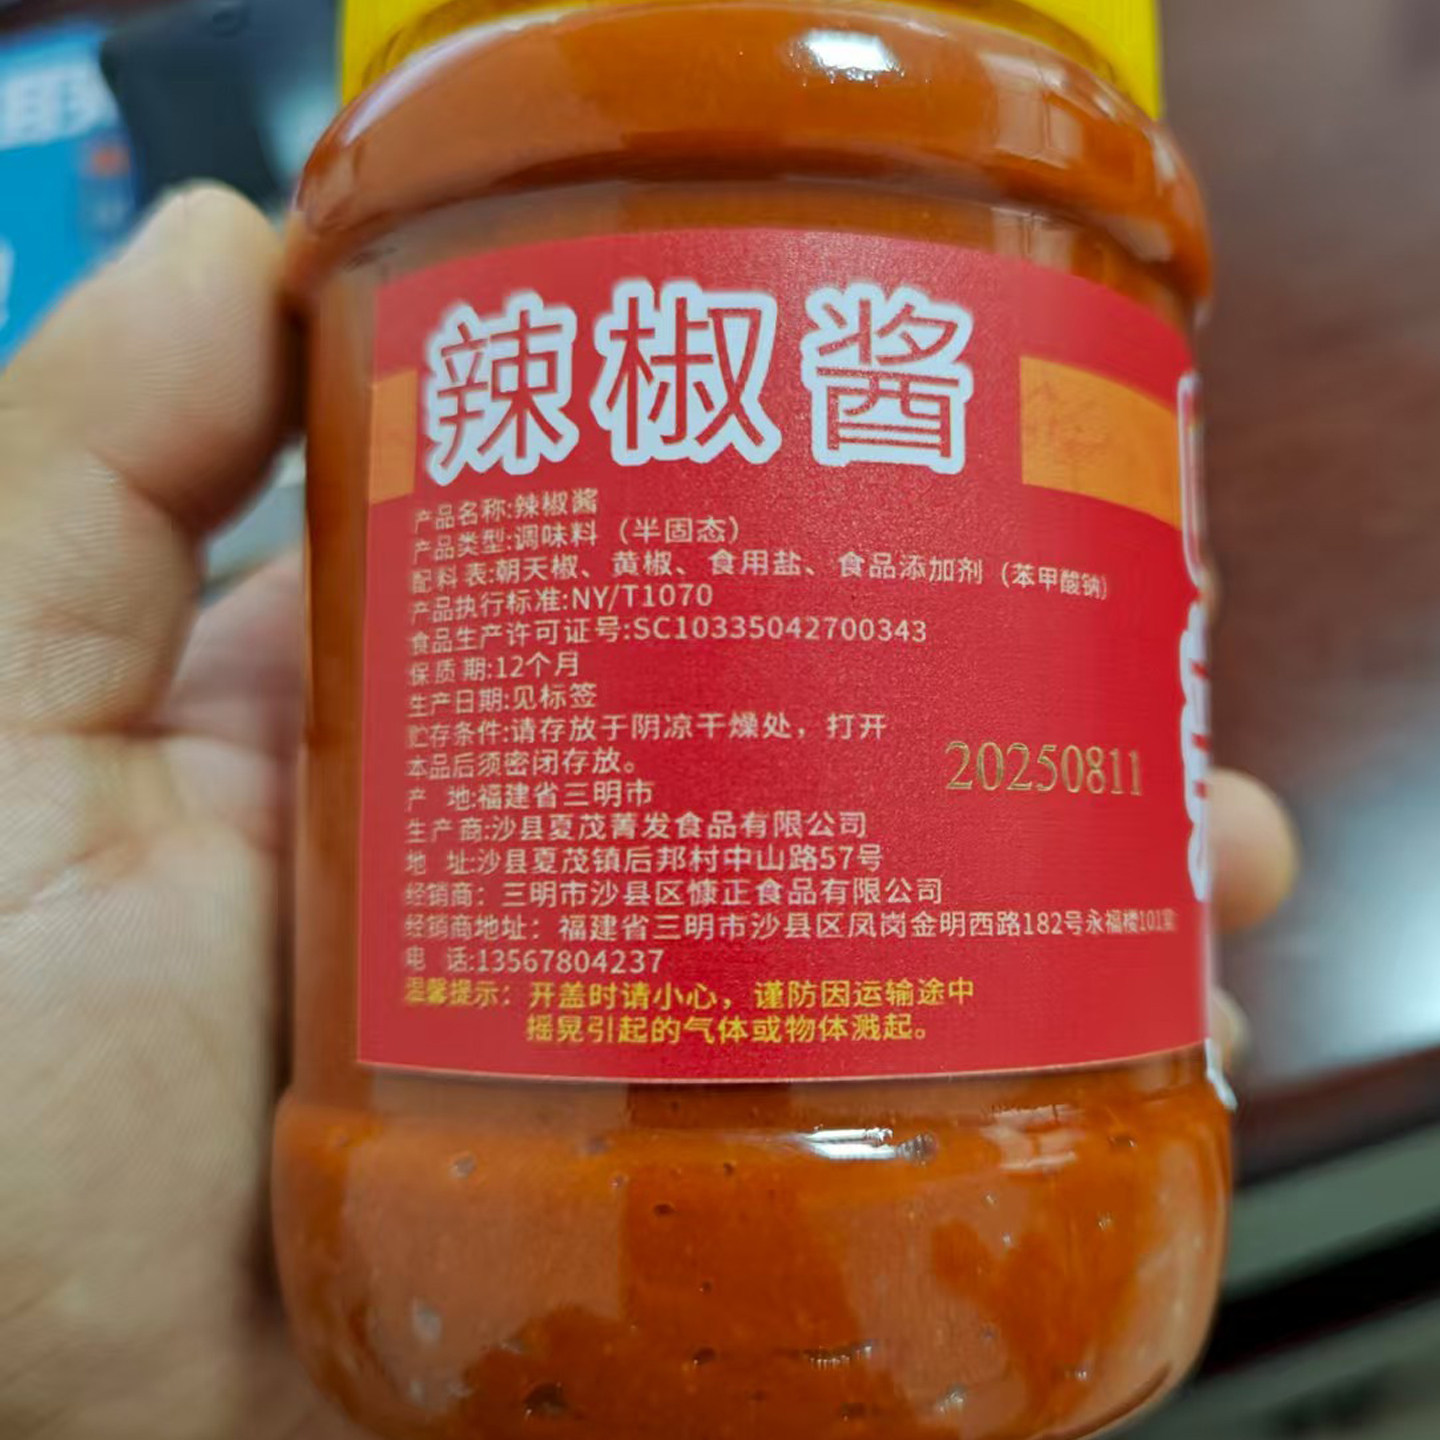 辣椒酱
产品名称:辣椒酱
产品类型:调味料（半固态）
配料表:朝天椒、黄椒、食用盐、食品添加剂（苯甲酸钠）
产品执行标准:NY/T1070
食品生产许可证号:SC10335042700343
保质期:12个月
生产日期:见标签
贮存条件:请存放于阴凉干燥处，打开
本品后须密闭存放。
20250811
产 地:福建省三明市
生产商:沙县夏茂菁发食品有限公司
地 址:沙县夏茂镇后邦村中山路57号
经销商：三明市沙县区慷正食品有限公司
经销商地址：福建省三明市沙县区凤岗金明西路182号永福楼101室
电 话:13567804237
温馨提示：开盖时请小心，谨防因运输途中
摇晃引起的气体或物体溅起。